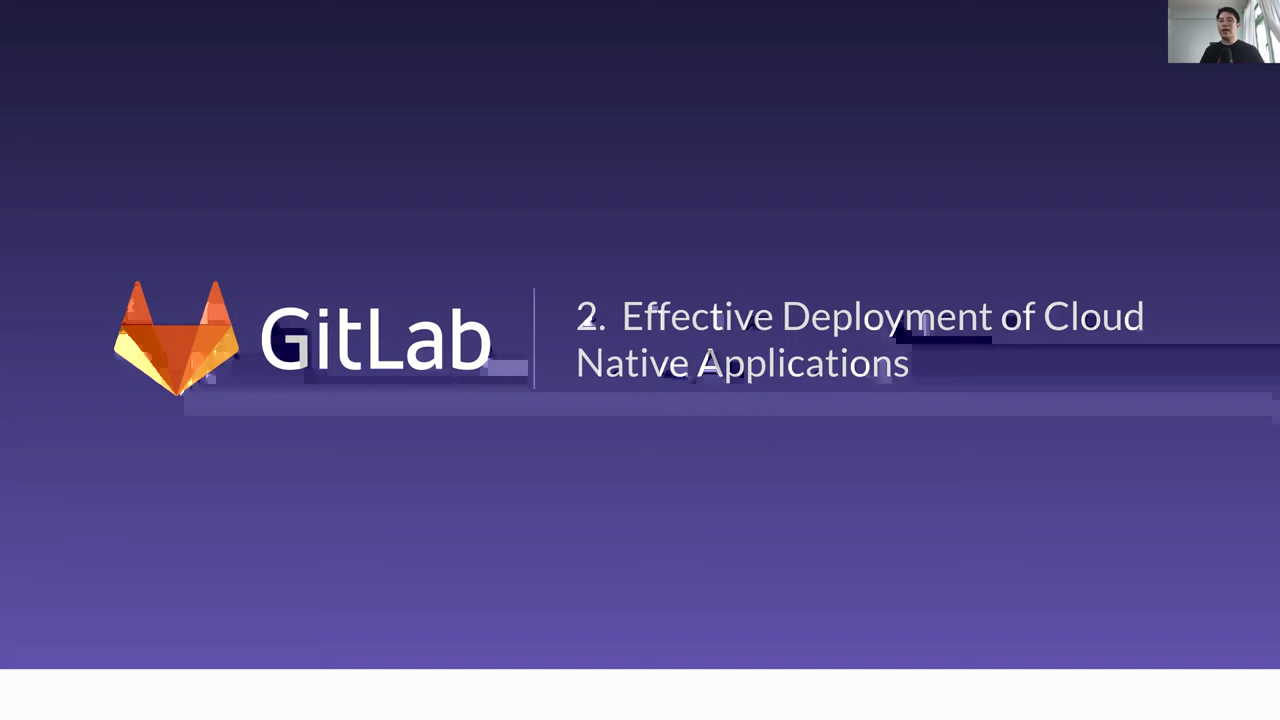 GitLab
2. Effective Deployment of Cloud
Native Applications